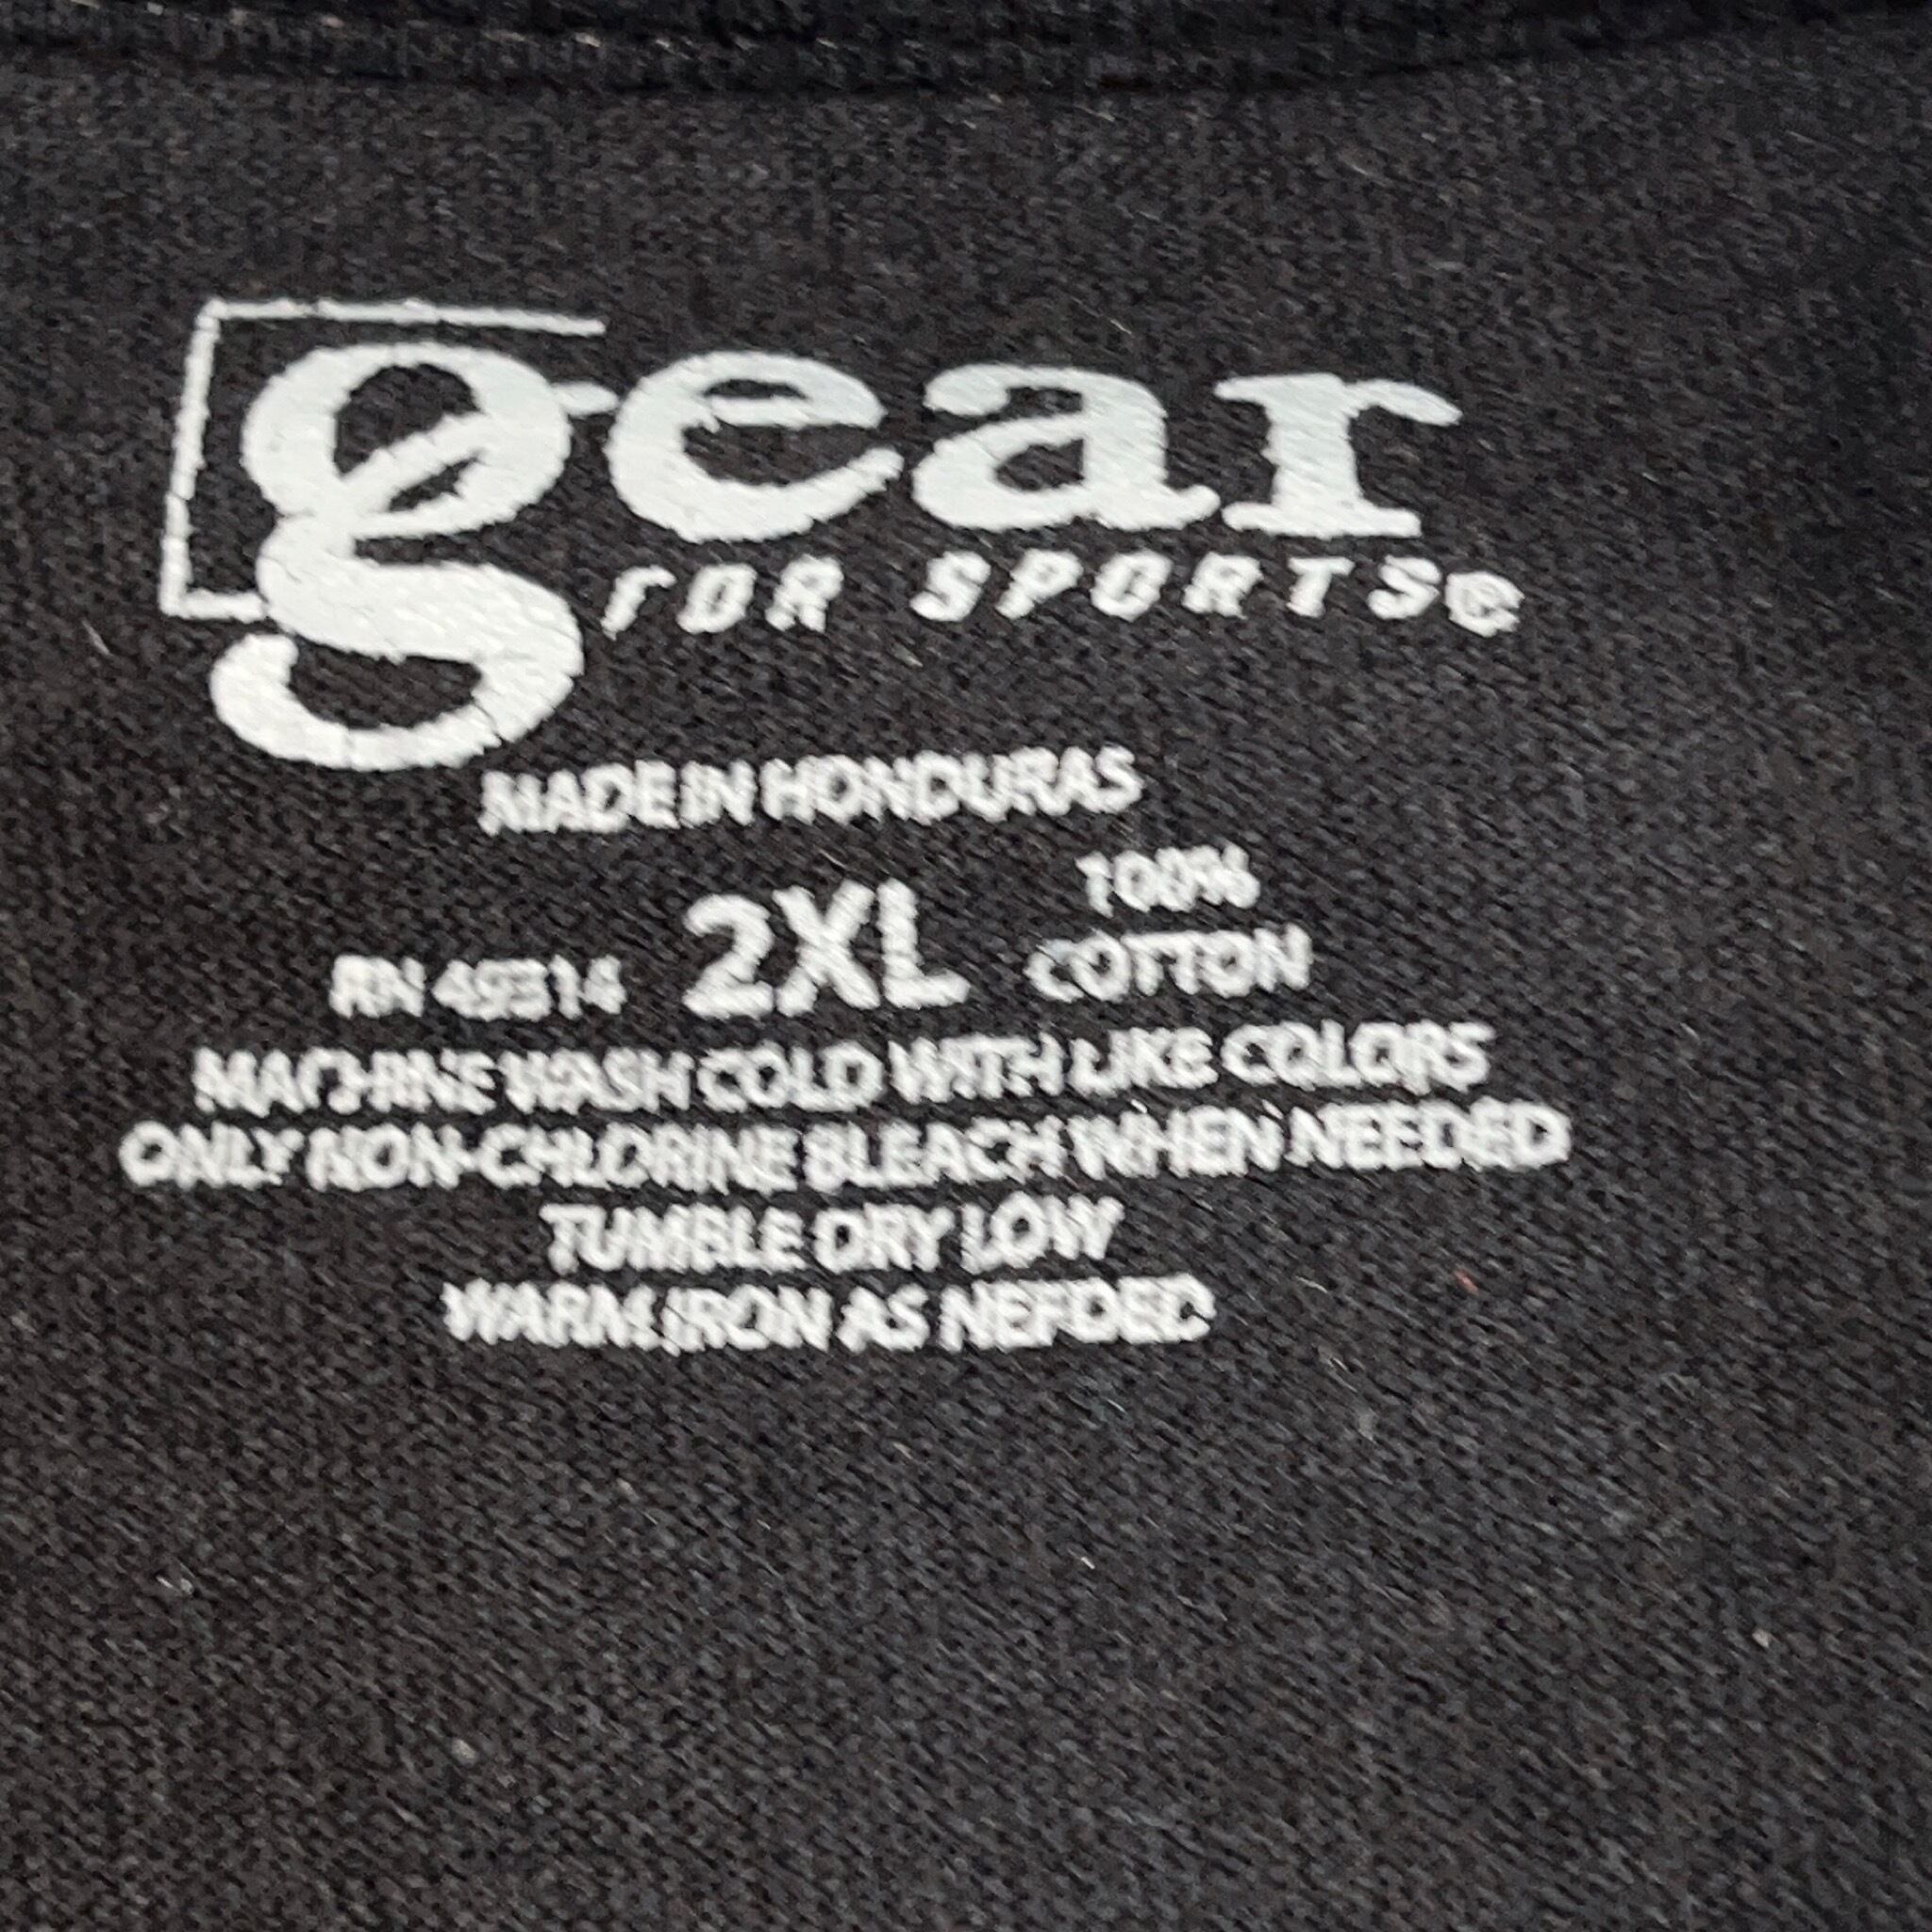 gear
FOR SPORTS®
MADE IN HONDURAS
100%
RN 49314 2XL COTTON
MACHINE WASH COLD WITH LIKE COLORS
ONLY NON-CHLORINE BLEACH WHEN NEEDED
TUMBLE DRY LOW
WARM IRON AS NEEDED